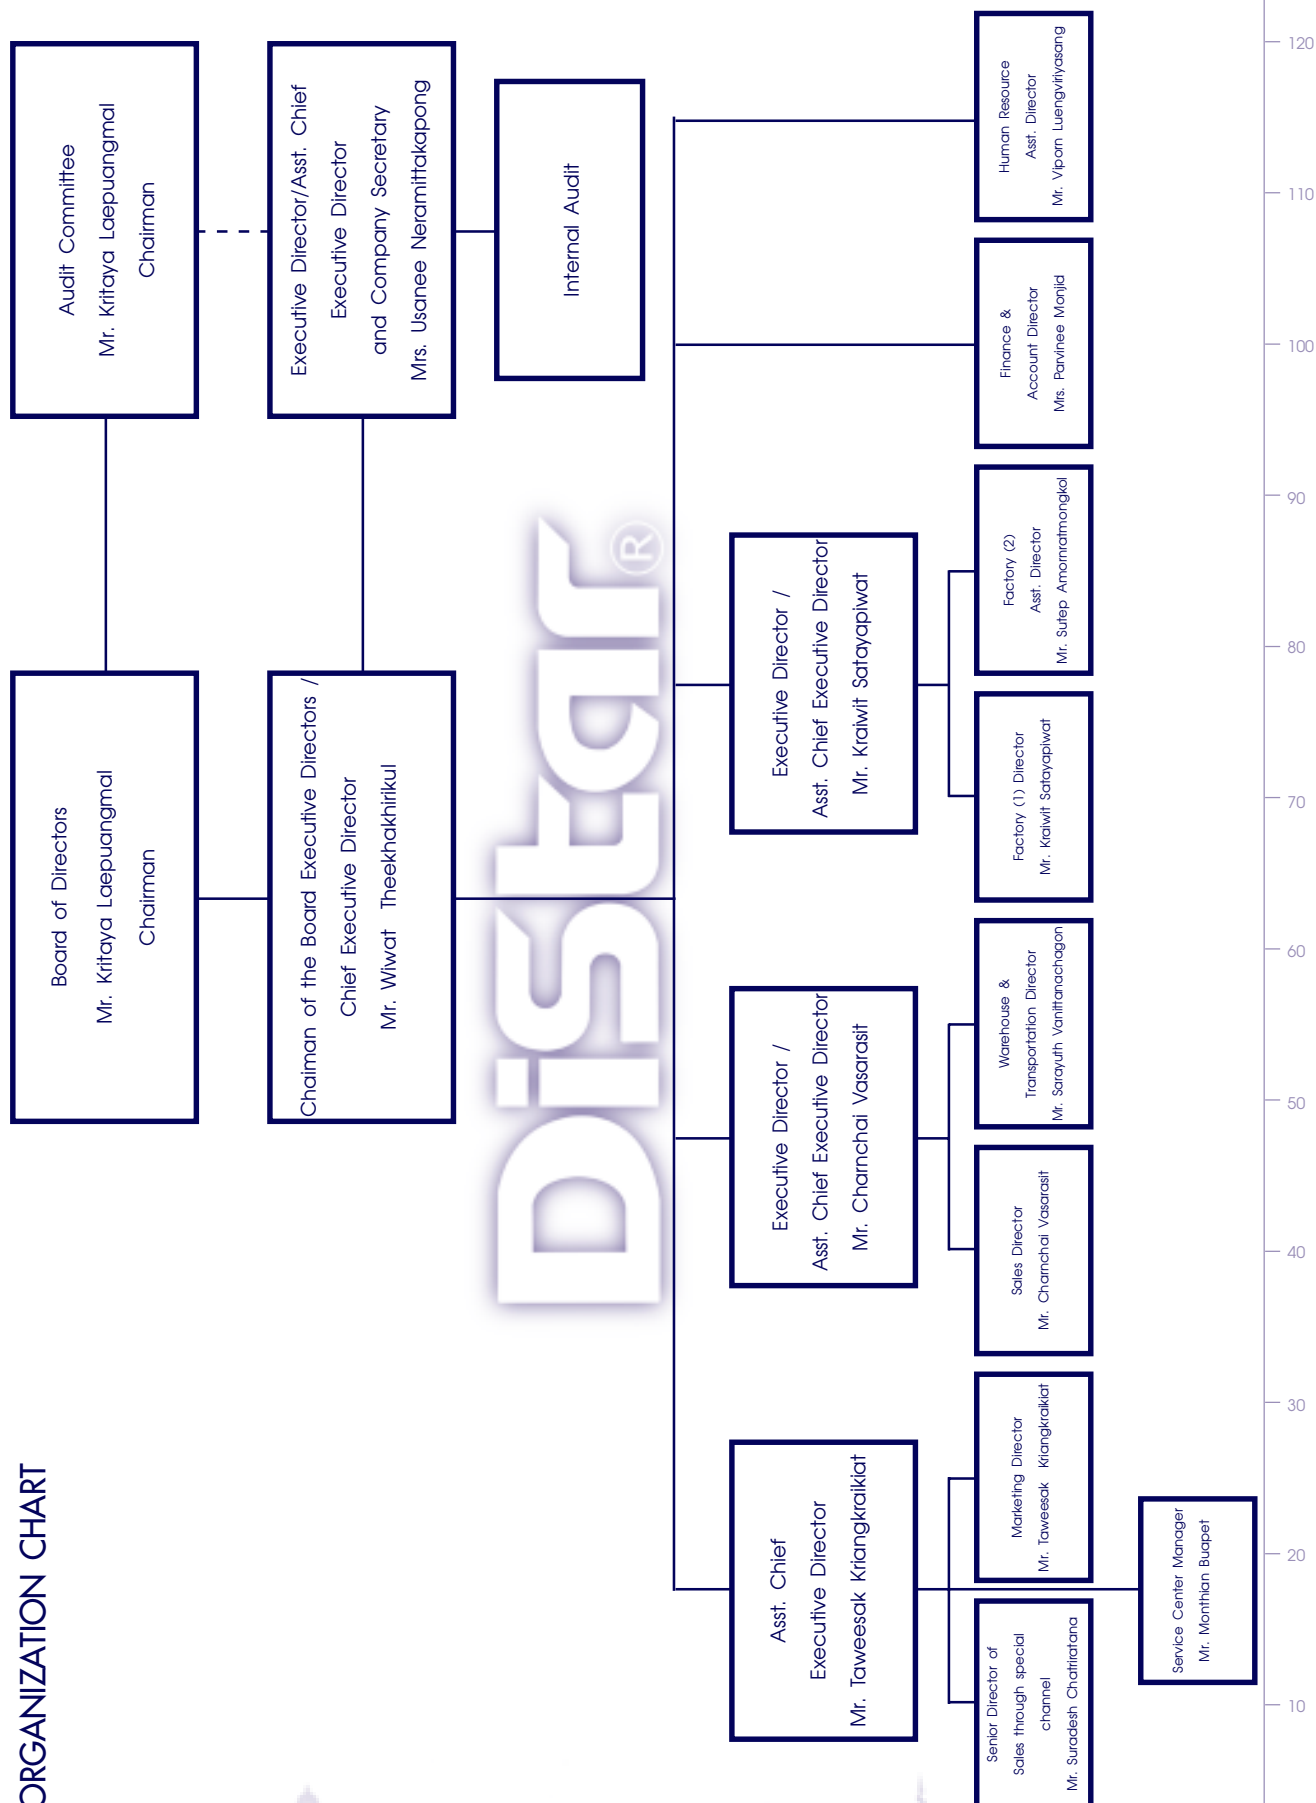 ORGANIZATION CHART
Board of Directors
Mr. Kritaya Laepuangmal
Chairman
Audit Committee
Mr. Kritaya Laepuangmal
Chairman
Chaiman of the Board Executive Directors /
Chief Executive Director
Mr. Wiwat Theekhakhirikul
Executive Director/Asst. Chief
Executive Director
and Company Secretary
Mrs. Usanee Neramittakapong
Internal Audit
Distar®
Asst. Chief
Executive Director
Mr. Taweesak Kriangkraikiat
Executive Director /
Asst. Chief Executive Director
Mr. Charnchai Vasarasit
Executive Director /
Asst. Chief Executive Director
Mr. Kraiwit Satayapiwat
Senior Director of
Sales through special
channel
Mr. Suradesh Chatriratana
Marketing Director
Mr. Taweesak Kriangkraikiat
Sales Director
Mr. Charnchai Vasarasit
Warehouse &
Transportation Director
Mr. Sarayuth Vanittanachagon
Factory (1) Director
Mr. Kraiwit Satayapiwat
Factory (2)
Asst. Director
Mr. Sutep Amornratmongkol
Finance &
Account Director
Mrs. Parvinee Monjid
Human Resource
Asst. Director
Mr. Viporn Luengviriyasang
Service Center Manager
Mr. Monthian Buapet
10
20
30
40
50
60
70
80
90
100
110
120